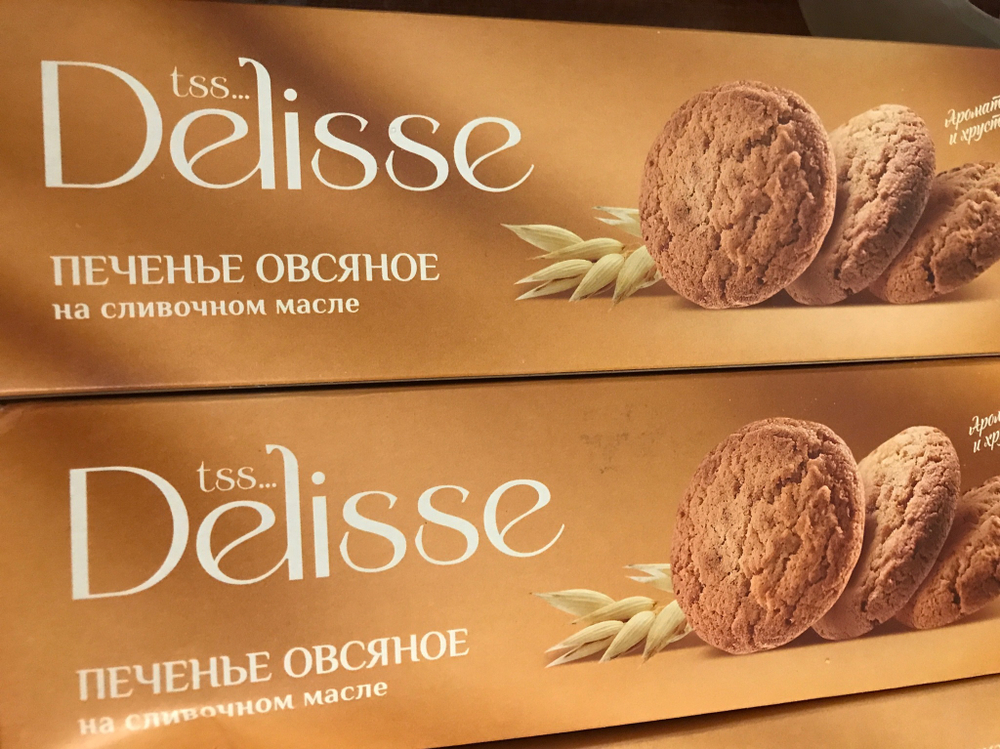 tss...
Delisse
ПЕЧЕНЬЕ ОВСЯНОЕ
на сливочном масле
tss...
Delisse
ПЕЧЕНЬЕ ОВСЯНОЕ
на сливочном масле